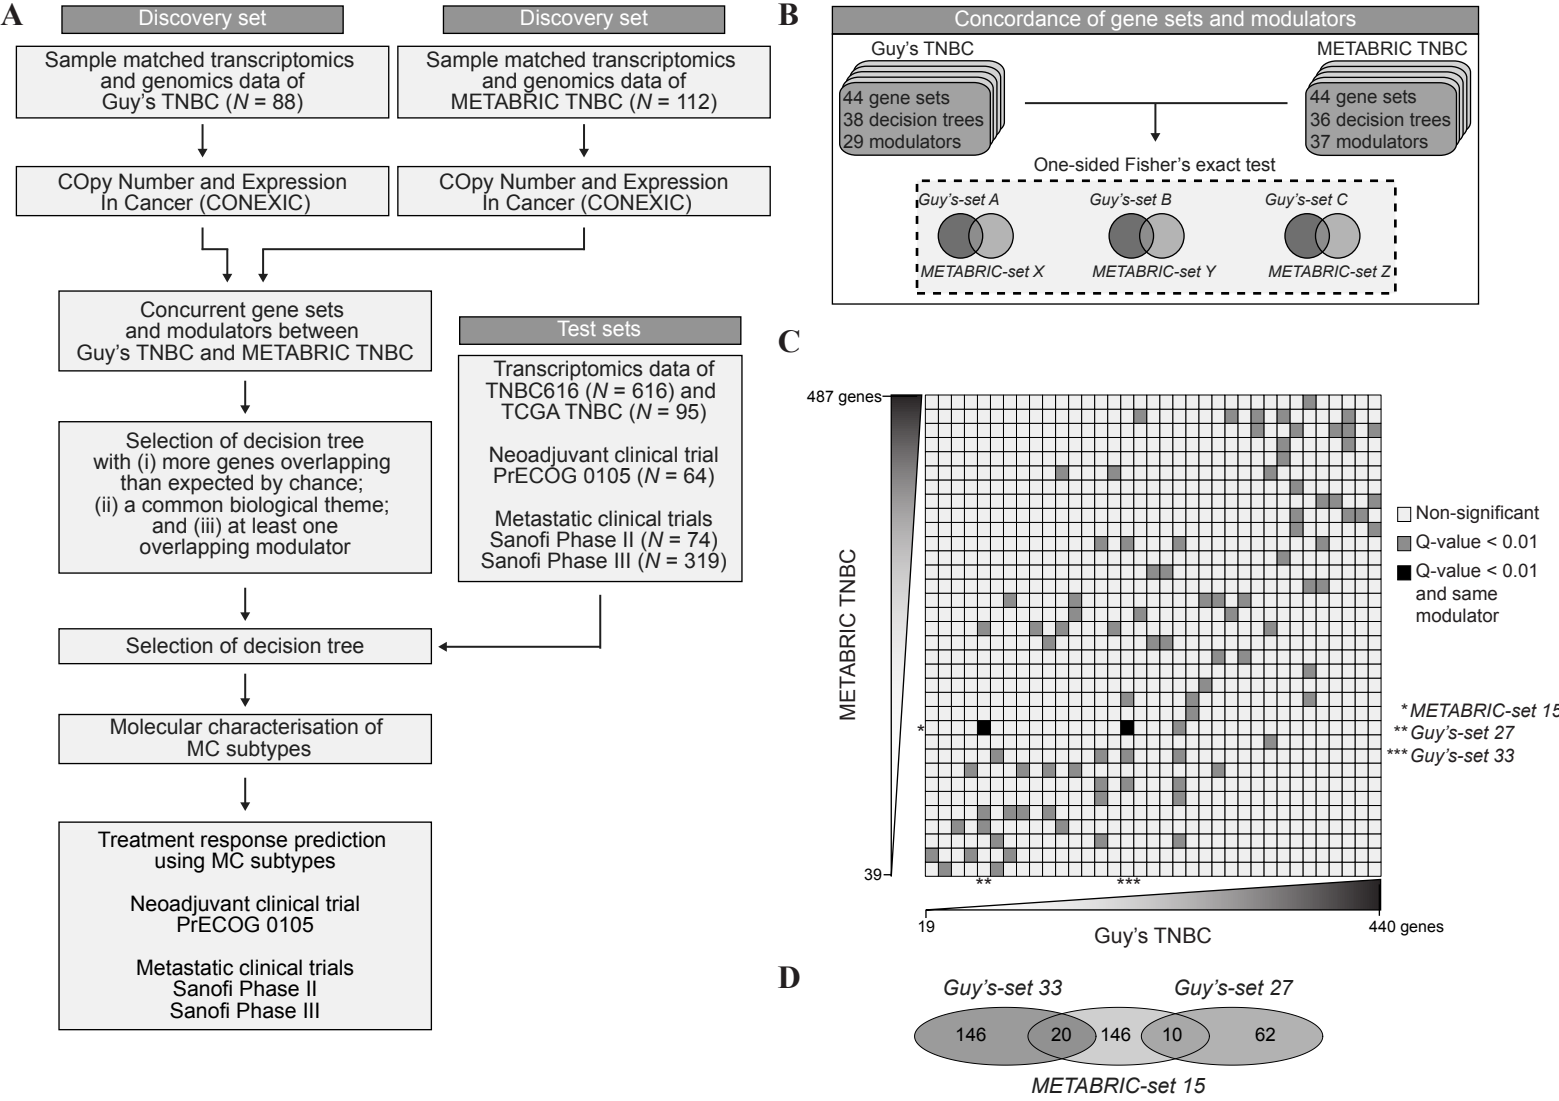 A
Discovery set
Discovery set
Sample matched transcriptomics
and genomics data of
Guy's TNBC (N = 88)
Sample matched transcriptomics
and genomics data of
METABRIC TNBC (N = 112)
COpy Number and Expression
In Cancer (CONEXIC)
COpy Number and Expression
In Cancer (CONEXIC)
Concurrent gene sets
and modulators between
Guy's TNBC and METABRIC TNBC
Selection of decision tree
with (i) more genes overlapping
than expected by chance;
(ii) a common biological theme;
and (iii) at least one
overlapping modulator
Test sets
Transcriptomics data of
TNBC616 (N = 616) and
TCGA TNBC (N = 95)
Neoadjuvant clinical trial
PrECOG 0105 (N = 64)
Metastatic clinical trials
Sanofi Phase II (N = 74)
Sanofi Phase III (N = 319)
Selection of decision tree
Molecular characterisation of
MC subtypes
Treatment response prediction
using MC subtypes
Neoadjuvant clinical trial
PrECOG 0105
Metastatic clinical trials
Sanofi Phase II
Sanofi Phase III
B
Concordance of gene sets and modulators
Guy's TNBC
METABRIC TNBC
44 gene sets
38 decision trees
29 modulators
44 gene sets
36 decision trees
37 modulators
One-sided Fisher's exact test
Guy's-set A
Guy's-set B
Guy's-set C
METABRIC-set X
METABRIC-set Y
METABRIC-set Z
C
487 genes
METABRIC TNBC
39
*
**
***
19
440 genes
Guy's TNBC
Non-significant
Q-value < 0.01
Q-value < 0.01
and same
modulator
*METABRIC-set 15
**Guy's-set 27
***Guy's-set 33
D
Guy's-set 33
Guy's-set 27
146 20 146 10 62
METABRIC-set 15